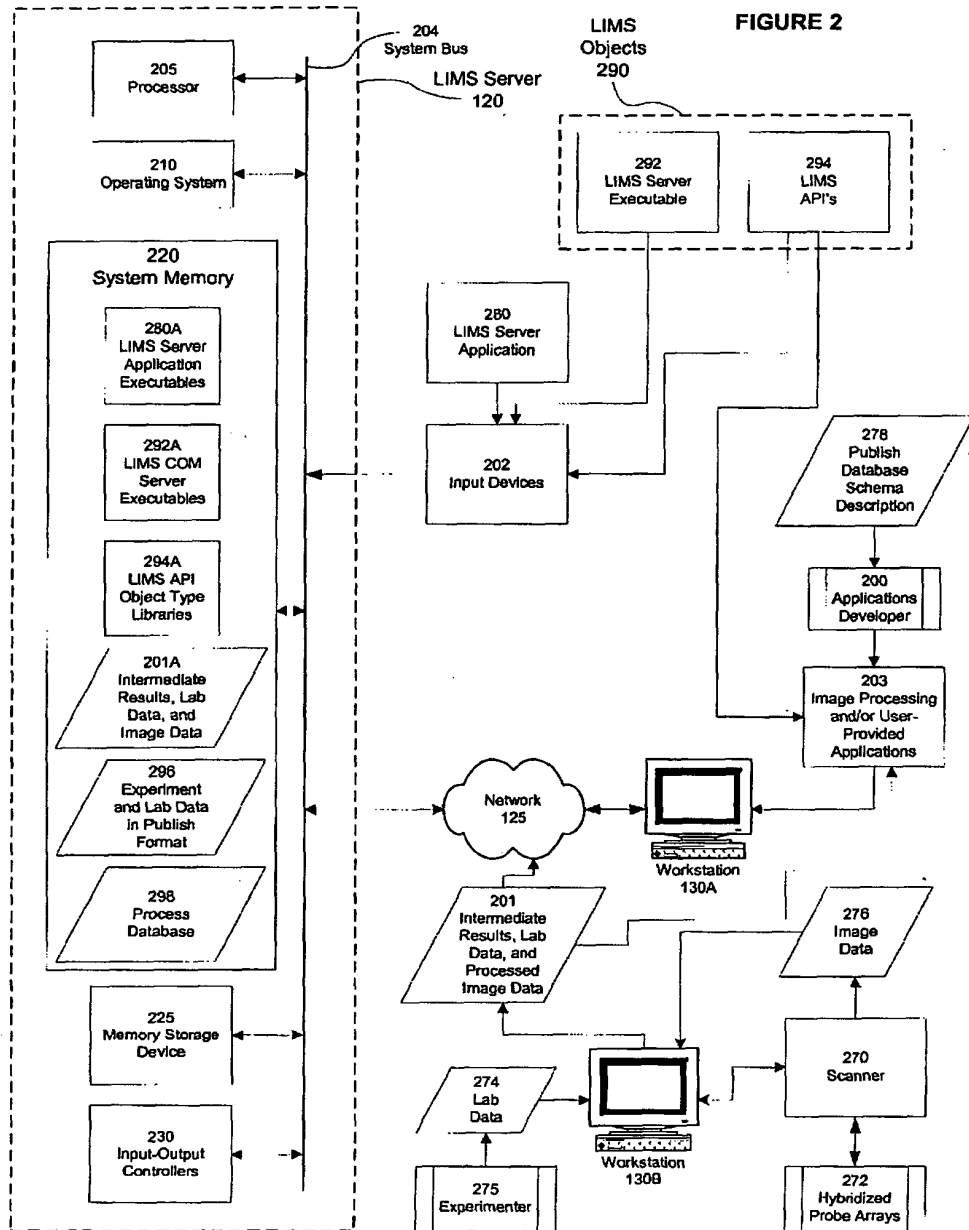 FIGURE 2
204
System Bus
LIMS Server
120
LIMS
Objects
290
205
Processor
210
Operating System
220
System Memory
280A
LIMS Server
Application
Executables
292A
LIMS COM
Server
Executables
294A
LIMS API
Object Type
Libraries
201A
Intermediate
Results, Lab
Data, and
Image Data
296
Experiment
and Lab Data
in Publish
Format
298
Process
Database
225
Memory Storage
Device
230
Input-Output
Controllers
292
LIMS Server
Executable
294
LIMS
API's
280
LIMS Server
Application
202
Input Devices
278
Publish
Database
Schema
Description
200
Applications
Developer
203
Image Processing
and/or User-
Provided
Applications
Network
125
Workstation
130A
201
Intermediate
Results, Lab
Data, and
Processed
Image Data
276
Image
Data
274
Lab
Data
Workstation
130B
270
Scanner
275
Experimenter
272
Hybridized
Probe Arrays